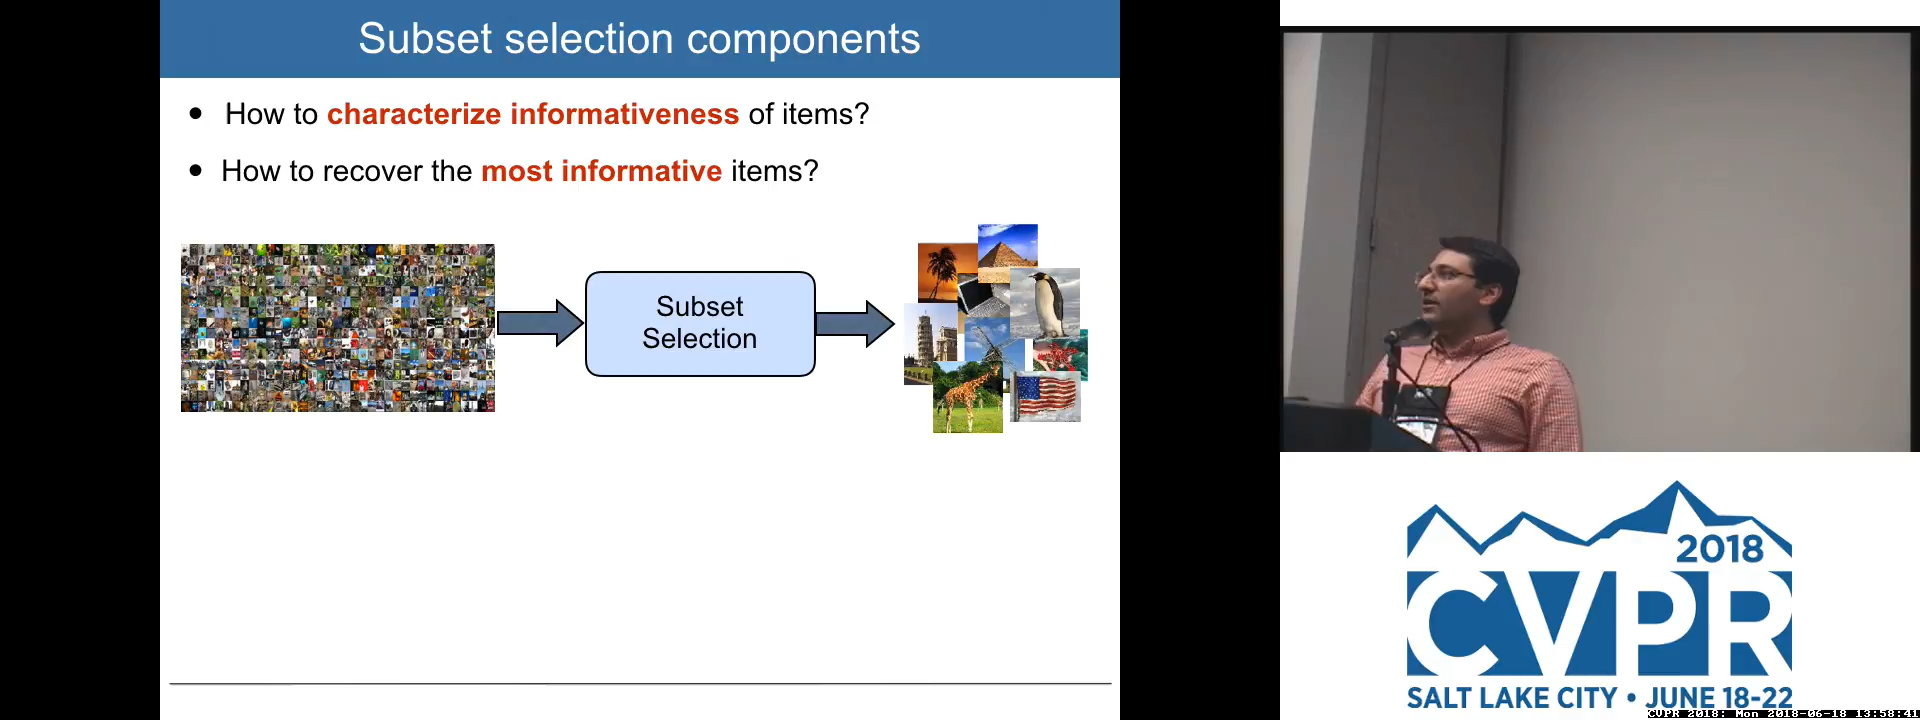 Subset selection components
• How to characterize informativeness of items?
• How to recover the most informative items?
Subset
Selection
2018
CVPR
SALT LAKE CITY • JUNE 18-22
CVPR 2018: Mon 2018-06-18 13:58:41